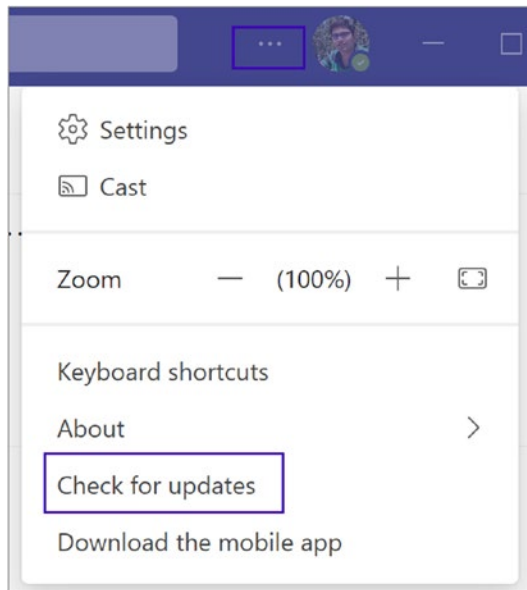 ...
Settings
Cast
Zoom — (100%) +
Keyboard shortcuts
About >
Check for updates
Download the mobile app